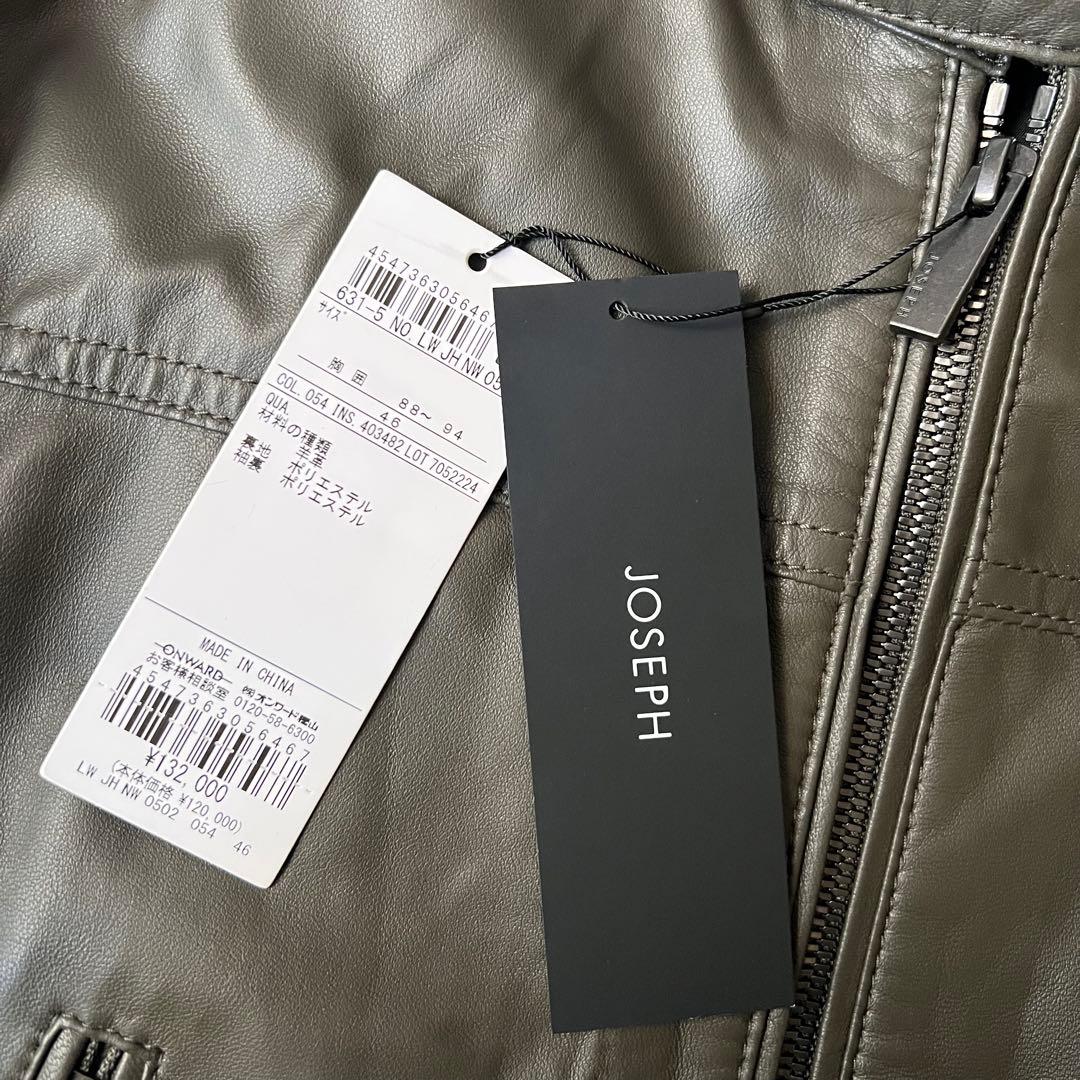 4547363056467
631-5 NO. LW JH NW 05
サイズ
胸囲 88～94
46
COL. 054 INS. 403482 LOT 7052224
QUA.
材料の種類
羊革
裏地 ポリエステル
袖裏 ポリエステル
MADE IN CHINA
ONWARD ㈱オンワード樫山
お客様相談室 0120-58-6300
4547363056467
¥132,000
(本体価格 ¥120,000)
LW JH NW 0502 054 46
JOSEPH
JOSEPH